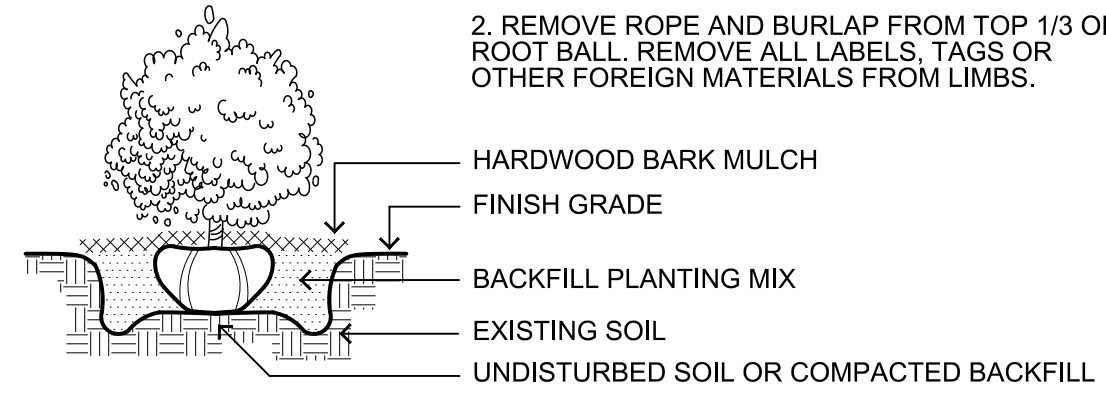 2. REMOVE ROPE AND BURLAP FROM TOP 1/3 
ROOT BALL. REMOVE ALL LABELS, TAGS OR
OTHER FOREIGN MATERIALS FROM LIMBS.
HARDWOOD BARK MULCH
FINISH GRADE
BACKFILL PLANTING MIX
EXISTING SOIL
UNDISTURBED SOIL OR COMPACTED BACKFILL